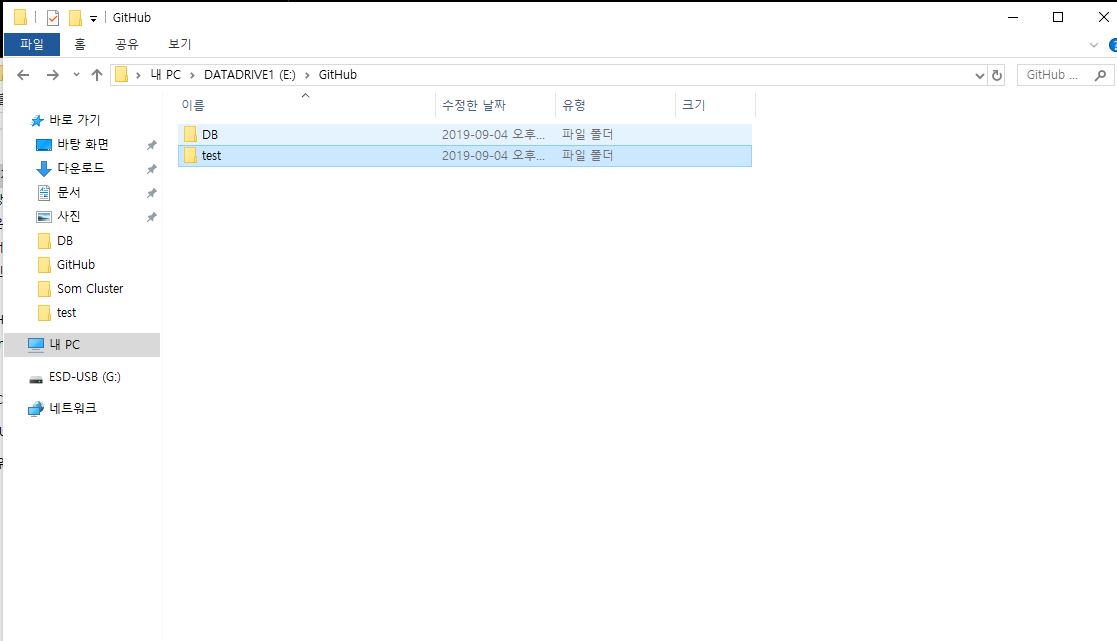 GitHub
파일 홈 공유 보기
내 PC DATADRIVE1 (E:) GitHub GitHub ...
이름 수정한 날짜 유형 크기
DB 2019-09-04 오후... 파일 폴더
test 2019-09-04 오후... 파일 폴더
바로 가기
바탕 화면
다운로드
문서
사진
DB
GitHub
Som Cluster
test
내 PC
ESD-USB (G:)
네트워크